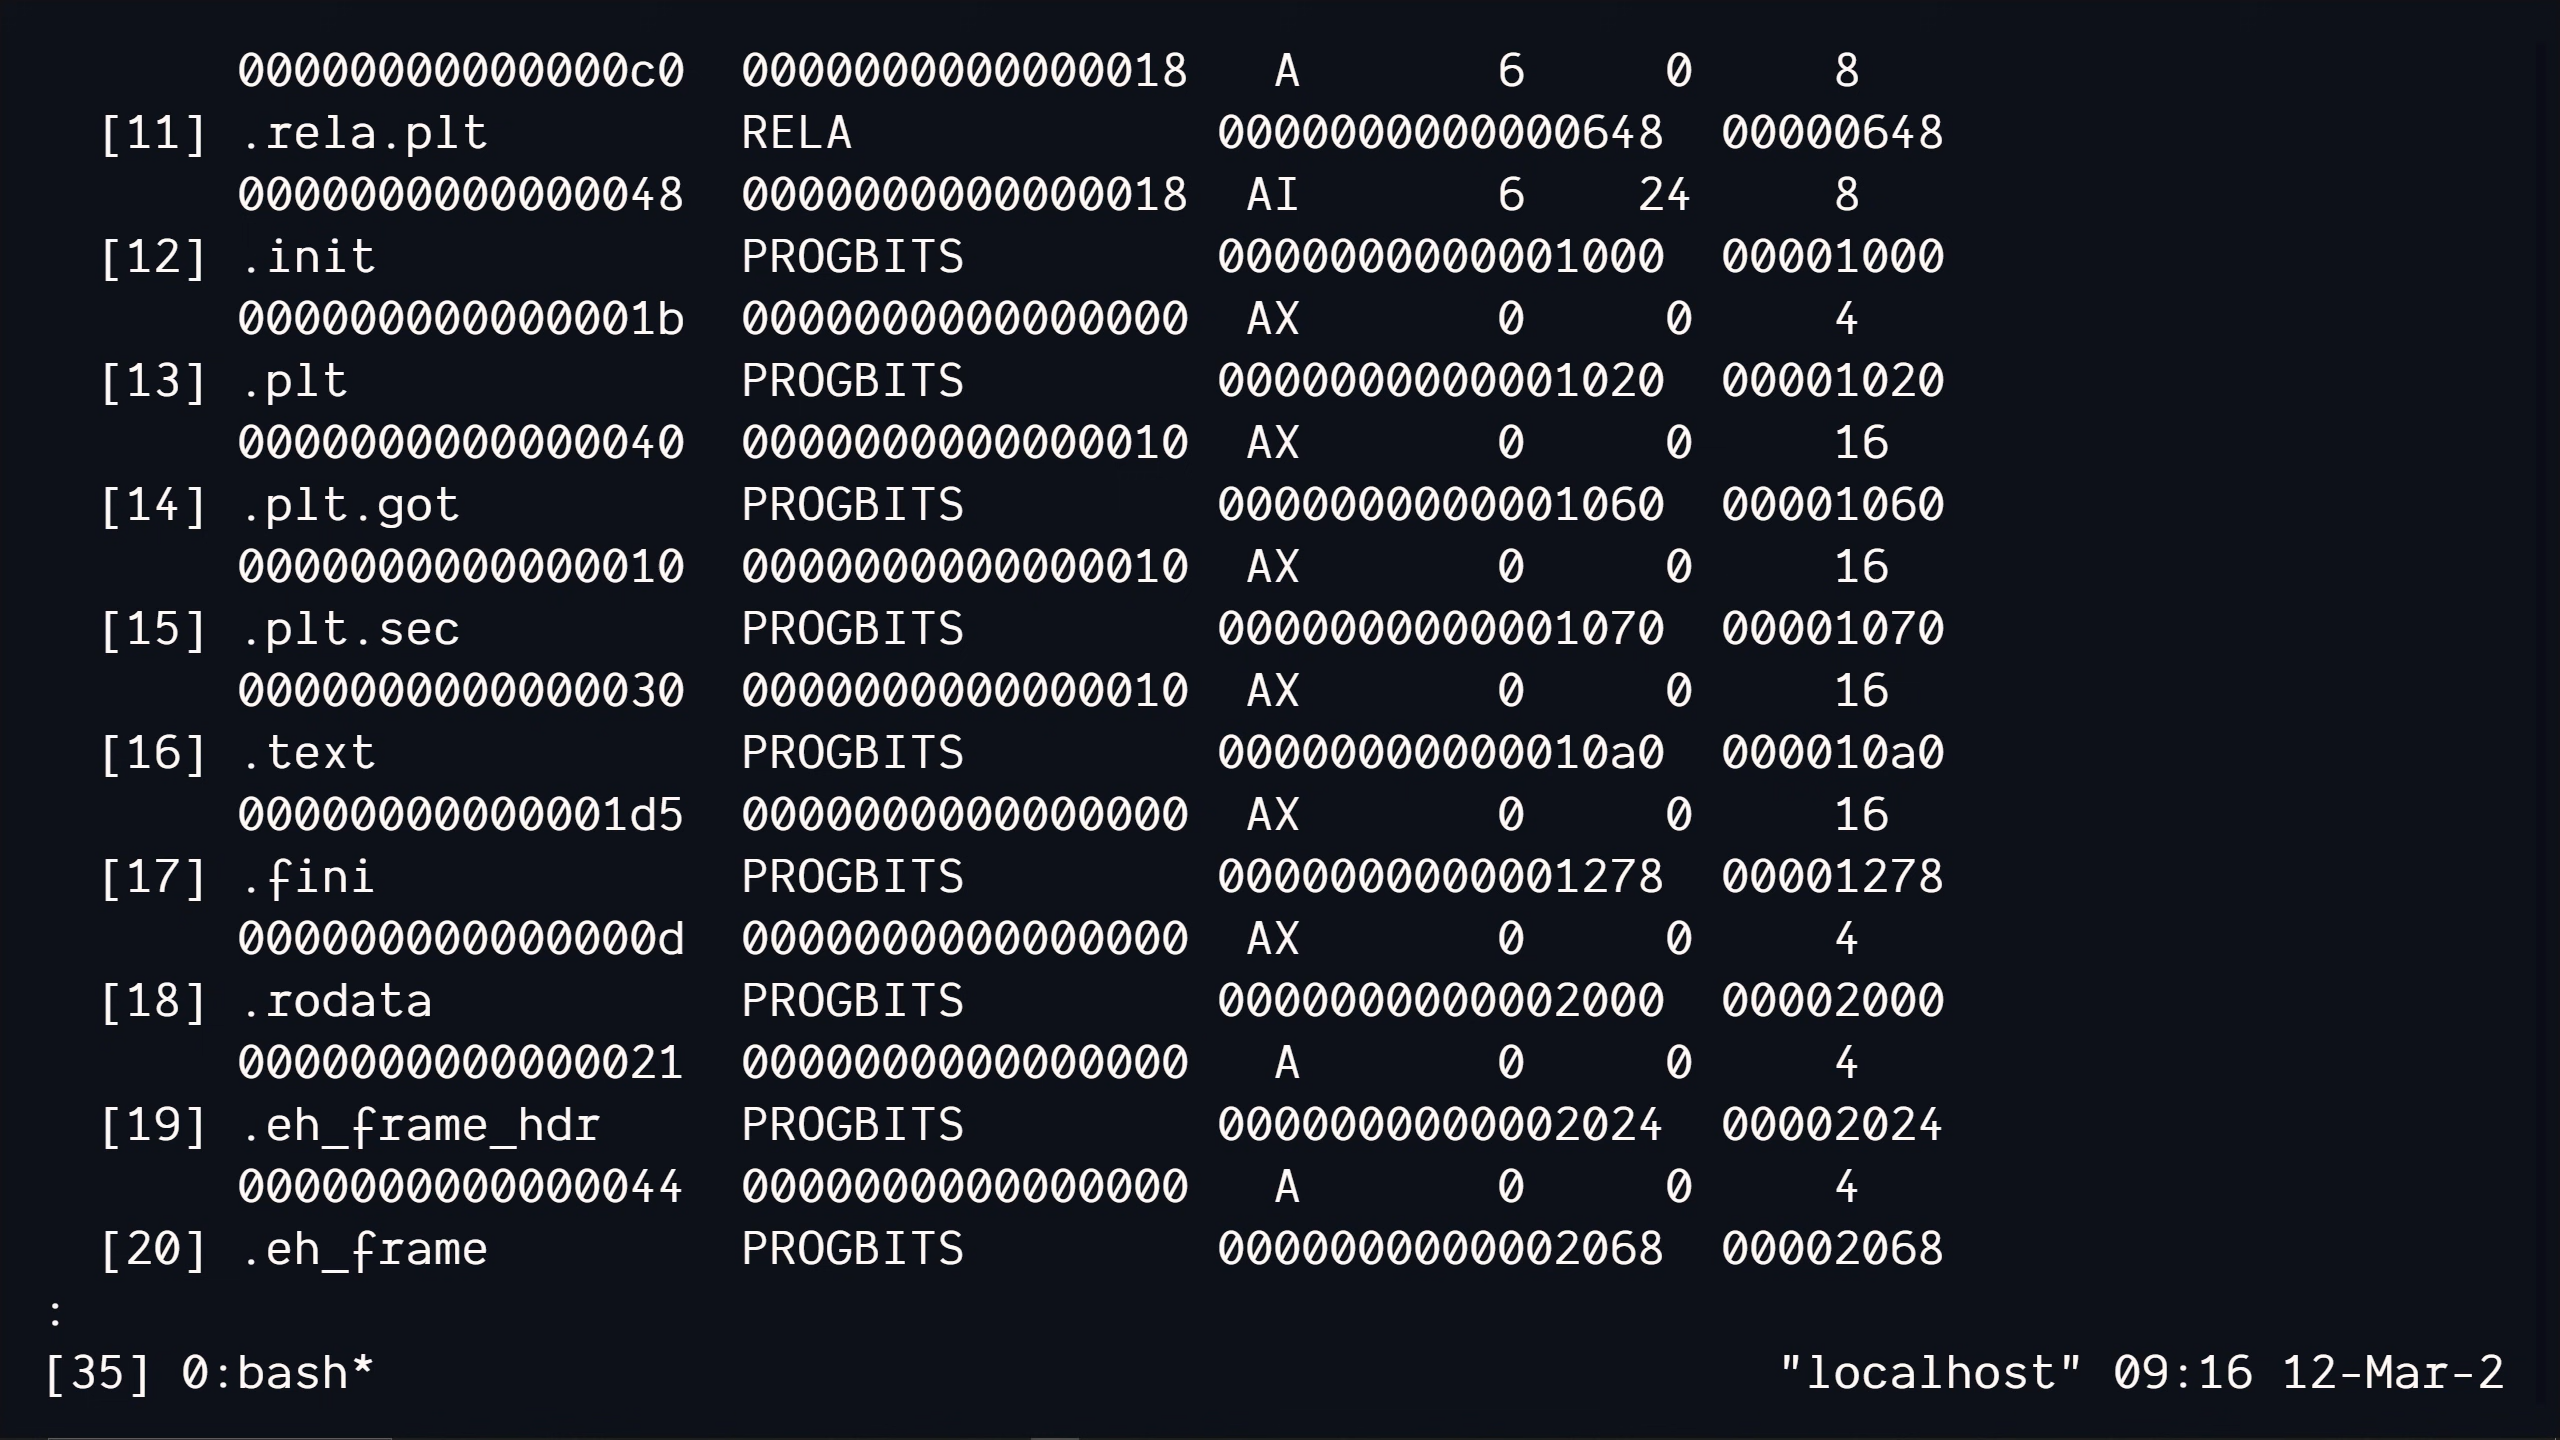 00000000000000c0  0000000000000018   A       6     0     8
[11] .rela.plt         RELA             0000000000000648  00000648
0000000000000048  0000000000000018  AI       6    24     8
[12] .init             PROGBITS         0000000000001000  00001000
000000000000001b  0000000000000000  AX       0     0     4
[13] .plt              PROGBITS         0000000000001020  00001020
0000000000000040  0000000000000010  AX       0     0     16
[14] .plt.got          PROGBITS         0000000000001060  00001060
0000000000000010  0000000000000010  AX       0     0     16
[15] .plt.sec          PROGBITS         0000000000001070  00001070
0000000000000030  0000000000000010  AX       0     0     16
[16] .text             PROGBITS         00000000000010a0  000010a0
00000000000001d5  0000000000000000  AX       0     0     16
[17] .fini             PROGBITS         0000000000001278  00001278
000000000000000d  0000000000000000  AX       0     0     4
[18] .rodata           PROGBITS         0000000000002000  00002000
0000000000000021  0000000000000000   A       0     0     4
[19] .eh_frame_hdr     PROGBITS         0000000000002024  00002024
0000000000000044  0000000000000000   A       0     0     4
[20] .eh_frame         PROGBITS         0000000000002068  00002068
:
[35] 0:bash*                                                  "localhost" 09:16 12-Mar-2